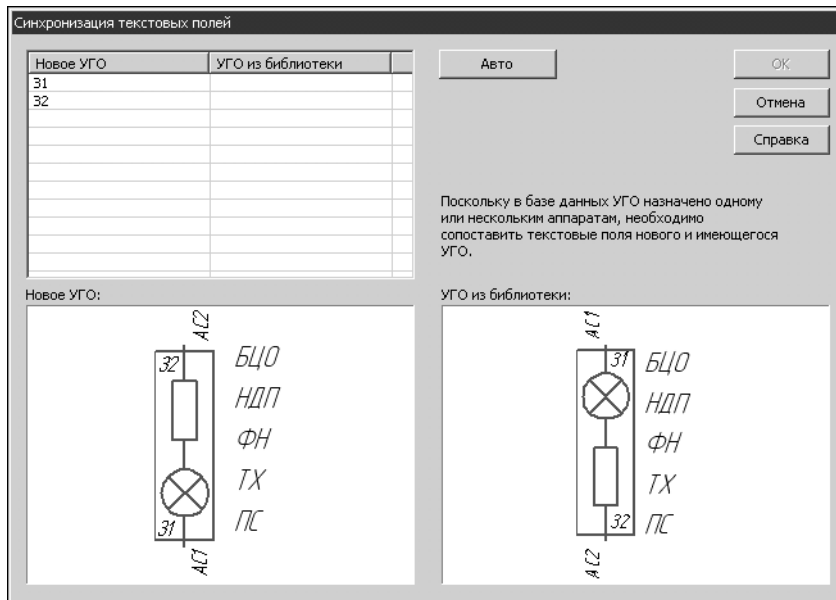 Синхронизация текстовых полей
Новое УГО УГО из библиотеки
31
32
Авто
ОК
Отмена
Справка
Поскольку в базе данных УГО назначено одному
или нескольким аппаратам, необходимо
сопоставить текстовые поля нового и имеющегося
УГО.
Новое УГО:
АС2
32
БЦО
НДП
ФН
ТХ
31
ПС
АС1
УГО из библиотеки:
АС1
31
БЦО
НДП
ФН
ТХ
32
ПС
АС2